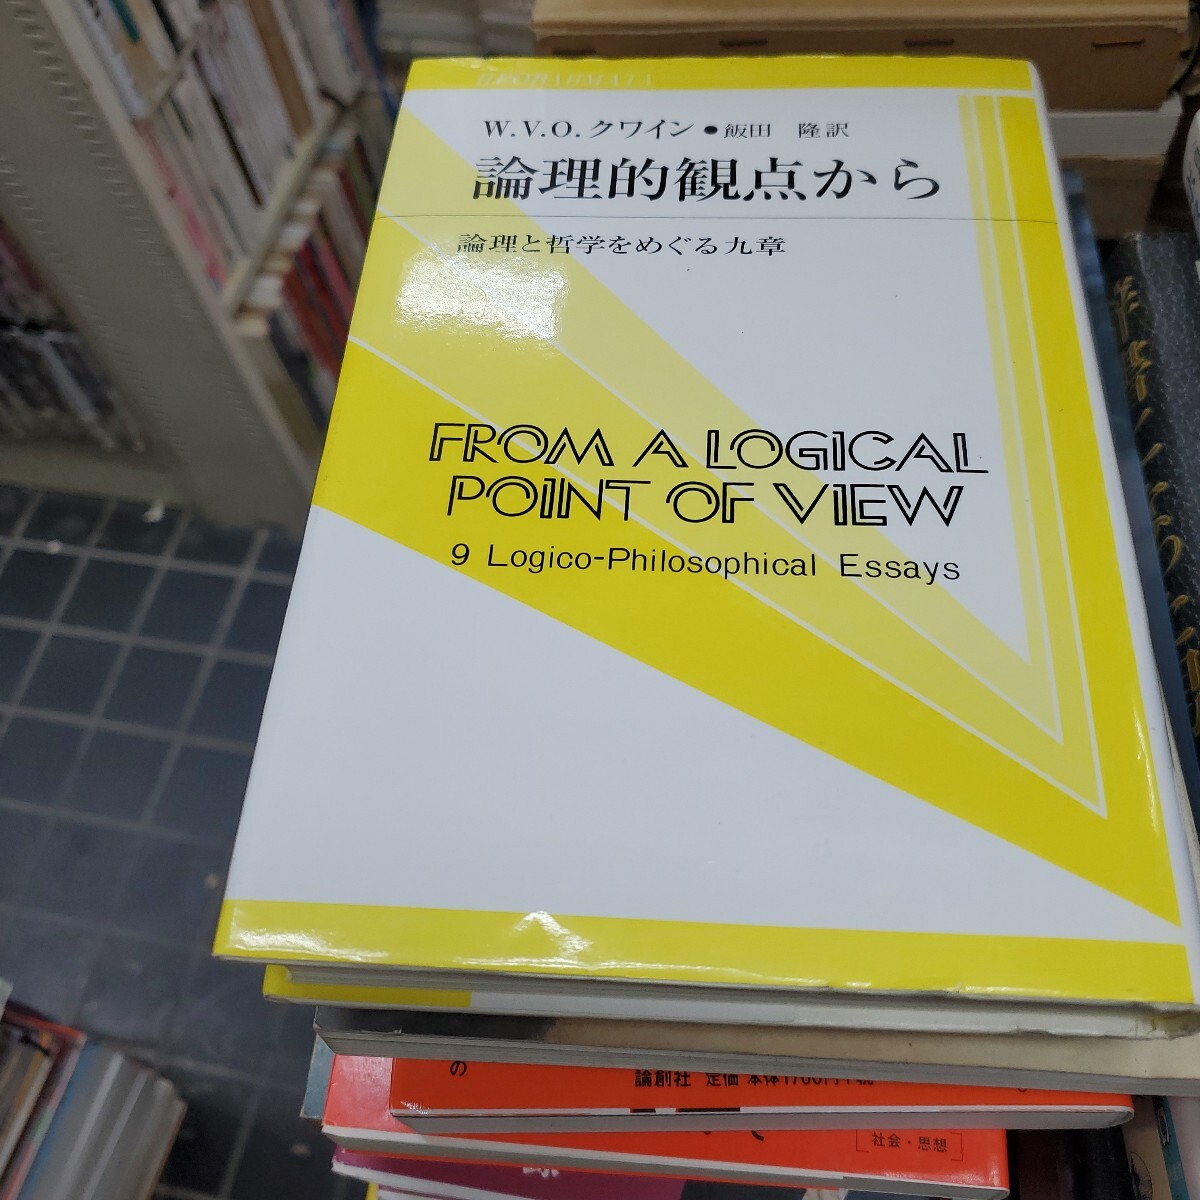 W.V.O.クワイン●飯田 隆訳
論理的観点から
論理と哲学をめぐる九章
FROM A LOGICAL
POINT OF VIEW
9 Logico-Philosophical Essays
の
論創社 定価 本体1700円+税
[社会・思想]